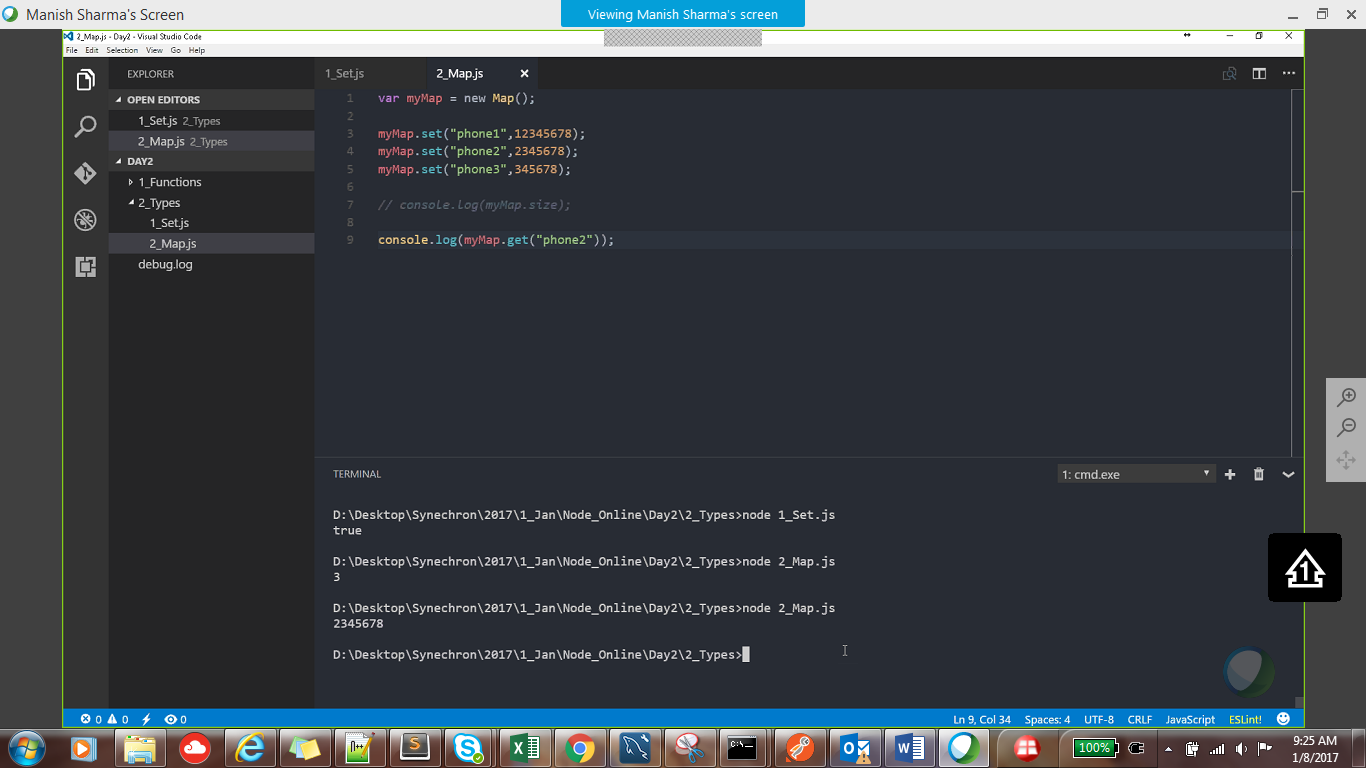 Manish Sharma's Screen
Viewing Manish Sharma's screen
2_Map.js - Day2 - Visual Studio Code
File Edit Selection View Go Help
EXPLORER
OPEN EDITORS
1_Set.js 2_Types
2_Map.js 2_Types
DAY2
1_Functions
2_Types
1_Set.js
2_Map.js
debug.log
1_Set.js 2_Map.js
1 var myMap = new Map();
2
3 myMap.set("phone1",12345678);
4 myMap.set("phone2",2345678);
5 myMap.set("phone3",345678);
6
7 // console.log(myMap.size);
8
9 console.log(myMap.get("phone2"));
TERMINAL
1: cmd.exe
D:\Desktop\Synechron\2017\1_Jan\Node_Online\Day2\2_Types>node 1_Set.js
true
D:\Desktop\Synechron\2017\1_Jan\Node_Online\Day2\2_Types>node 2_Map.js
3
D:\Desktop\Synechron\2017\1_Jan\Node_Online\Day2\2_Types>node 2_Map.js
2345678
D:\Desktop\Synechron\2017\1_Jan\Node_Online\Day2\2_Types>
1
0 0 0
Ln 9, Col 34 Spaces: 4 UTF-8 CRLF JavaScript ESLint!
100%
9:25 AM
1/8/2017